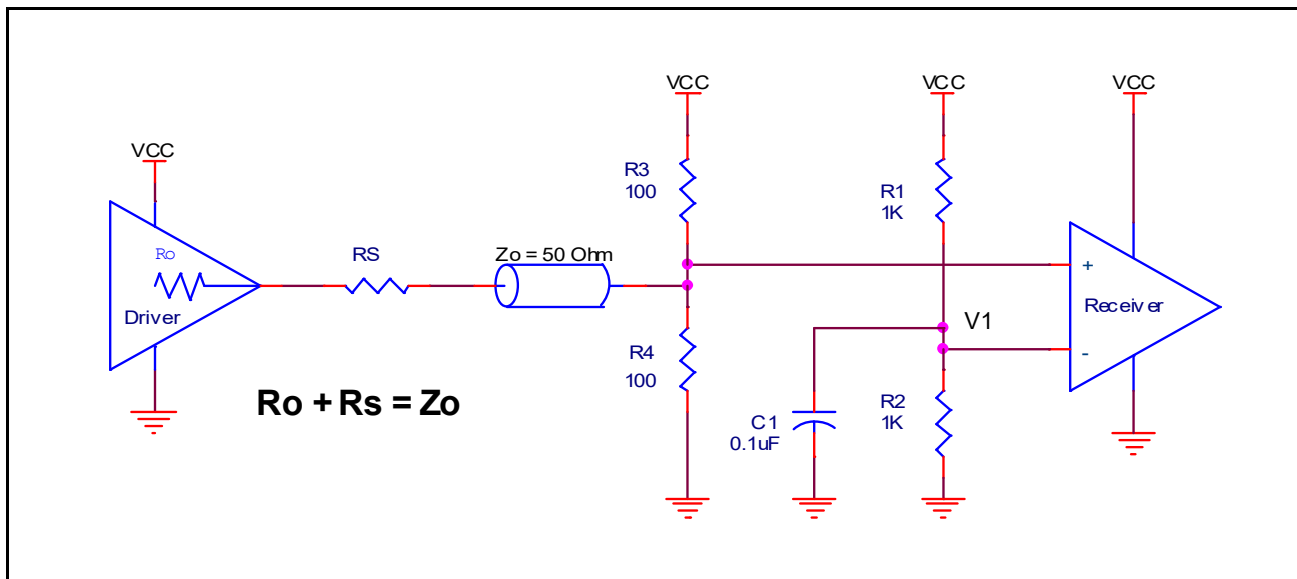 VCC
VCC
VCC
VCC
R3
100
R1
1K
Ro
RS
Zo = 50 Ohm
+
Driver
Receiver
V1
-
R4
100
Ro + Rs = Zo
R2
1K
C1
0.1uF